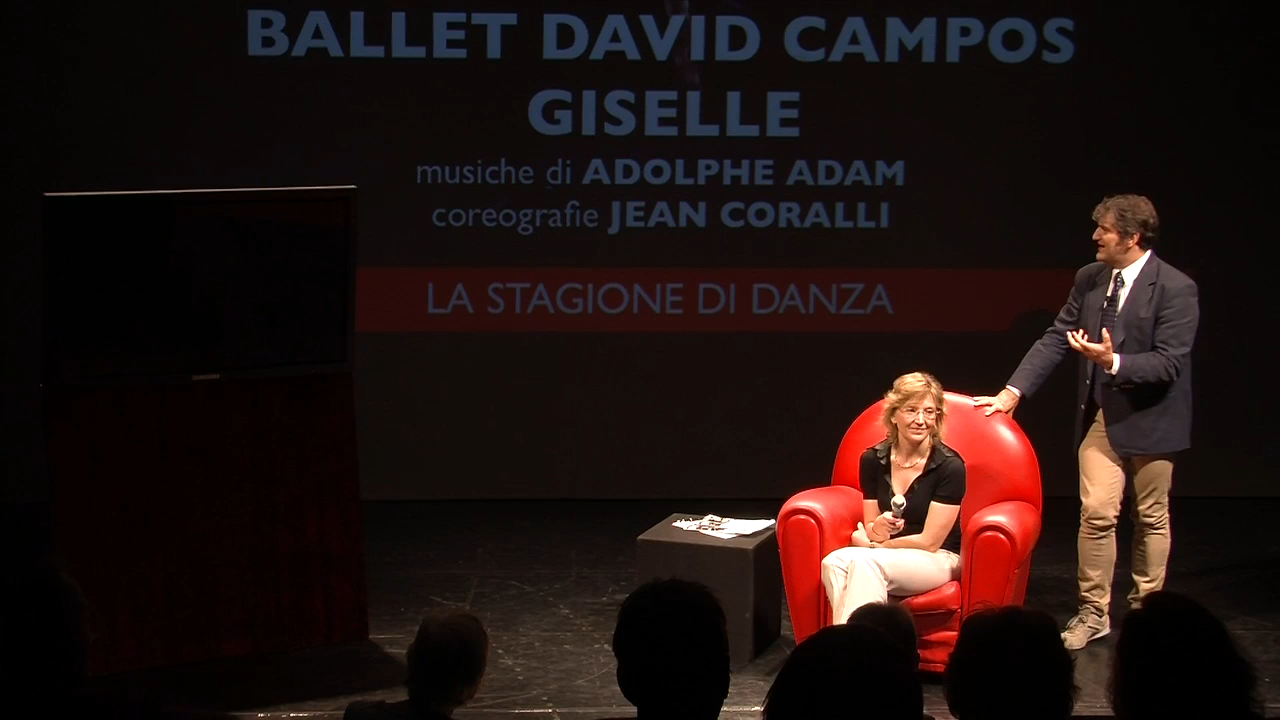 BALLET DAVID CAMPOS
GISELLE
musiche di ADOLPHE ADAM
coreografie JEAN CORALLI
LA STAGIONE DI DANZA